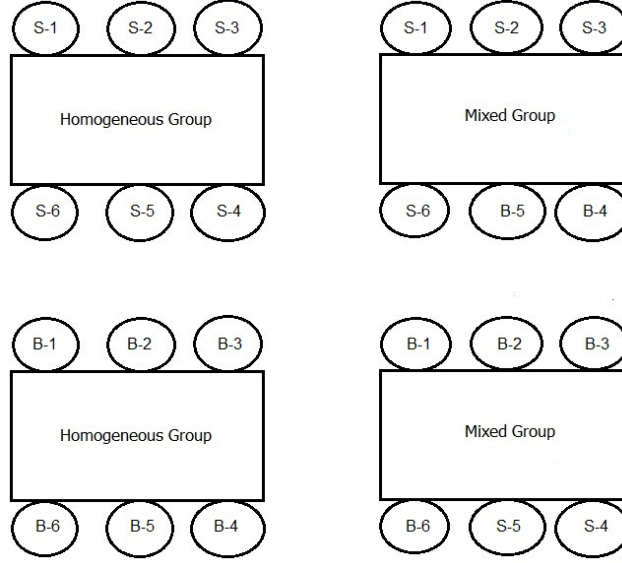 S-1 S-2 S-3 S-1 S-2 S-3
Homogeneous Group Mixed Group
S-6 S-5 S-4 S-6 B-5 B-4
B-1 B-2 B-3 B-1 B-2 B-3
Homogeneous Group Mixed Group
B-6 B-5 B-4 B-6 S-5 S-4